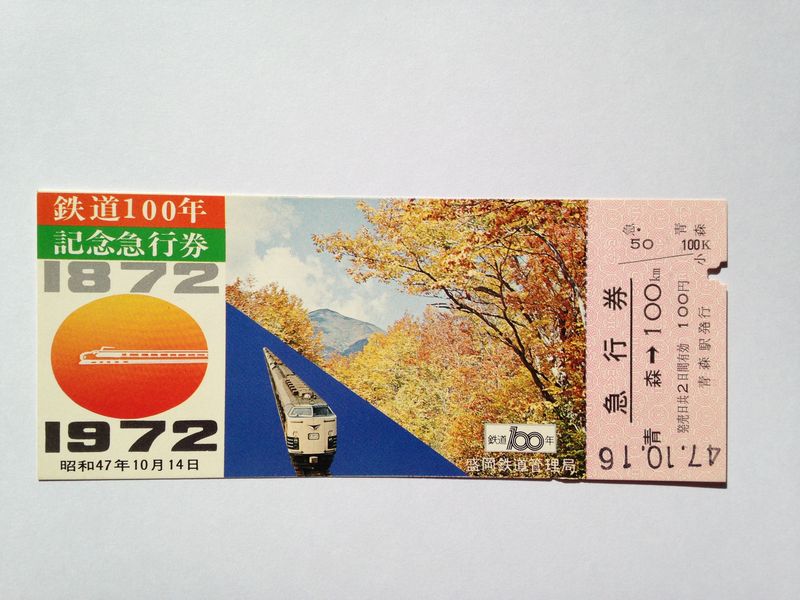 鉄道100年
記念急行券
1872
1972
昭和47年10月14日
鉄道100年
盛岡鉄道管理局
急.50
青森
100K
小
急行券
青森→100km
発売日共2日間有効 100円
青森駅発行
47.10.16